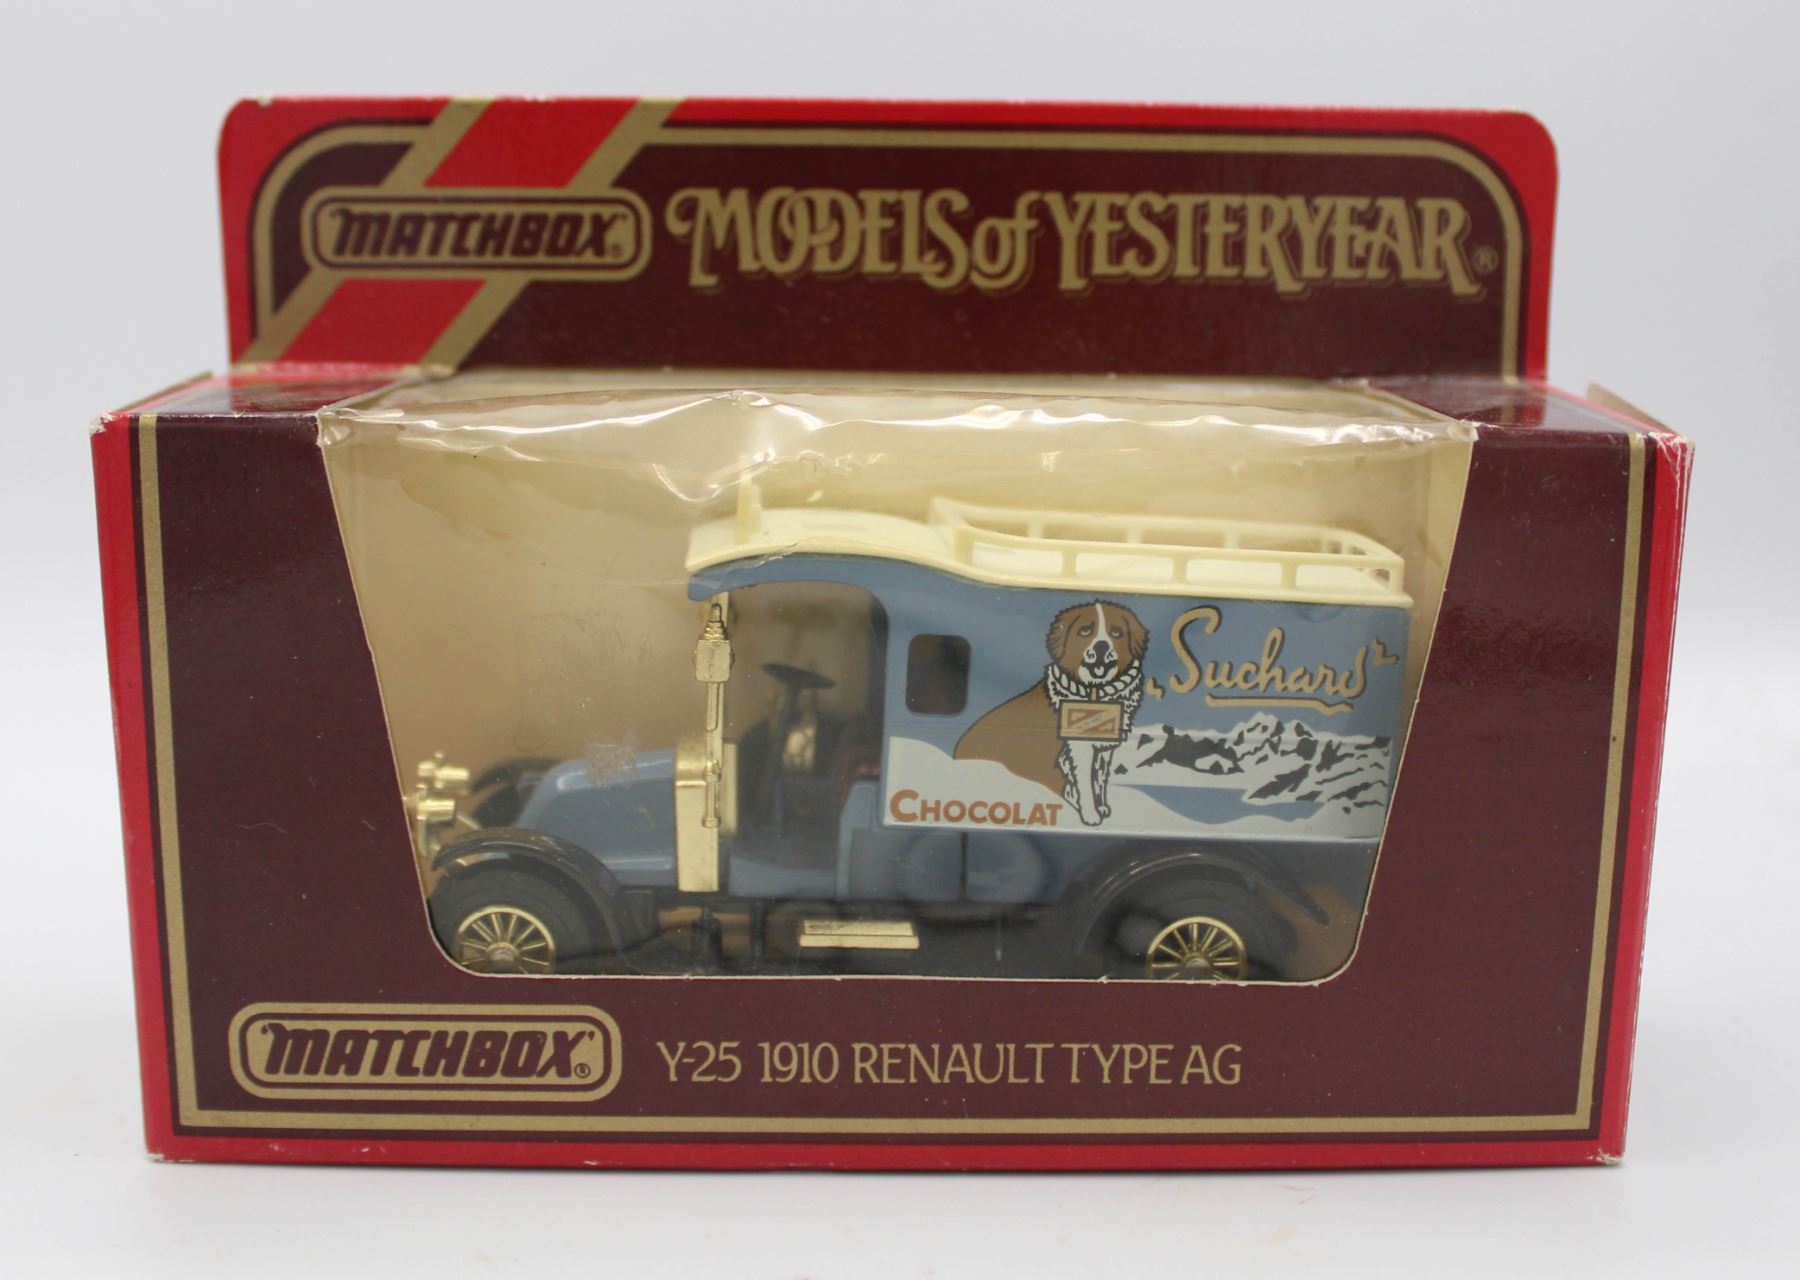 MATCHBOX®
MODELS of YESTERYEAR®
"Suchard"
CHOCOLAT
MATCHBOX®
Y-25 1910 RENAULT TYPE AG